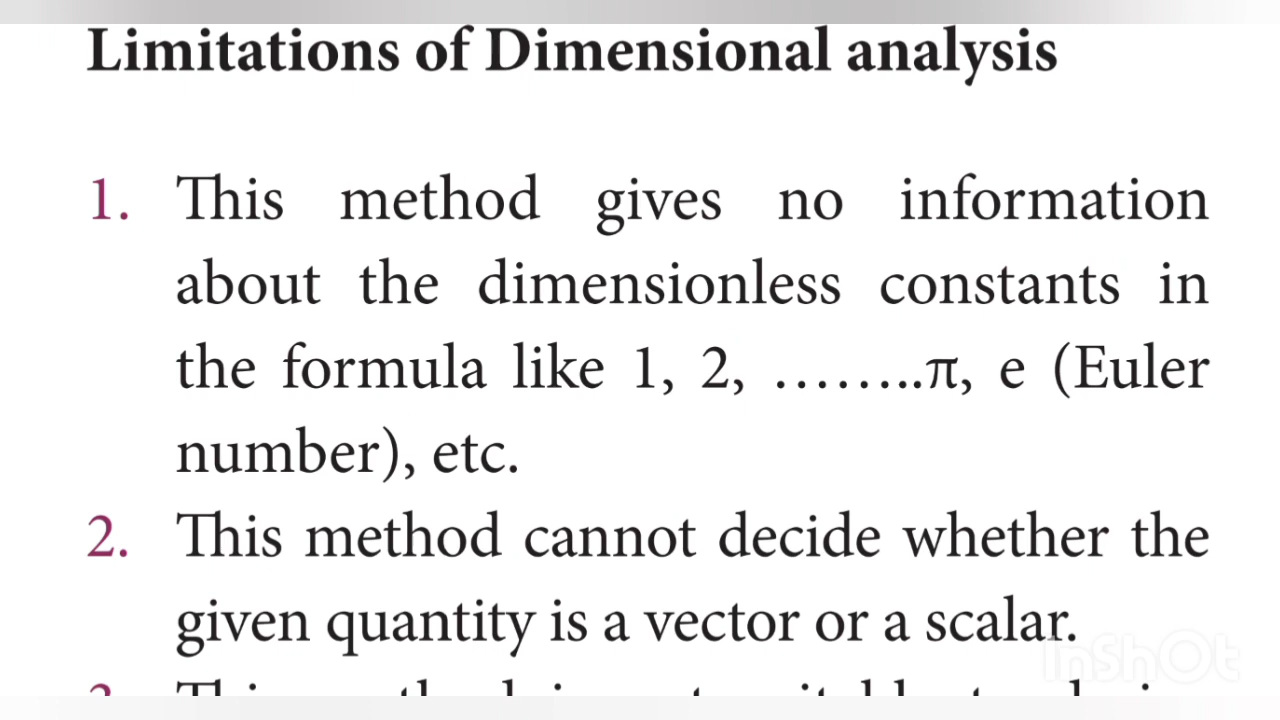 Limitations of Dimensional analysis
1. This method gives no information
about the dimensionless constants in
the formula like 1, 2, ……..π, e (Euler
number), etc.
2. This method cannot decide whether the
given quantity is a vector or a scalar.
InShOt